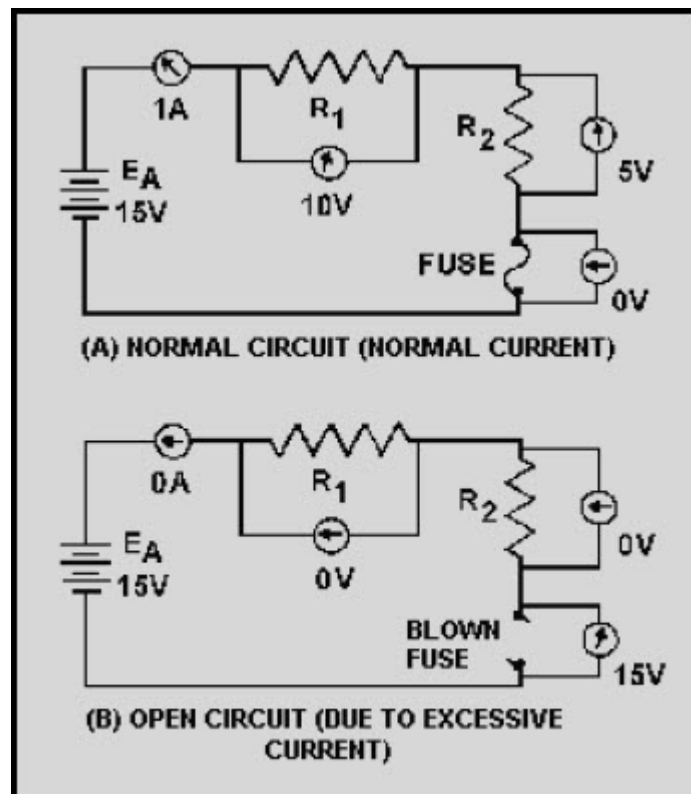 1A
R1
10V
R2
5V
EA
15V
FUSE
0V
(A) NORMAL CIRCUIT (NORMAL CURRENT)
0A
R1
0V
R2
0V
EA
15V
BLOWN
FUSE
15V
(B) OPEN CIRCUIT (DUE TO EXCESSIVE
CURRENT)